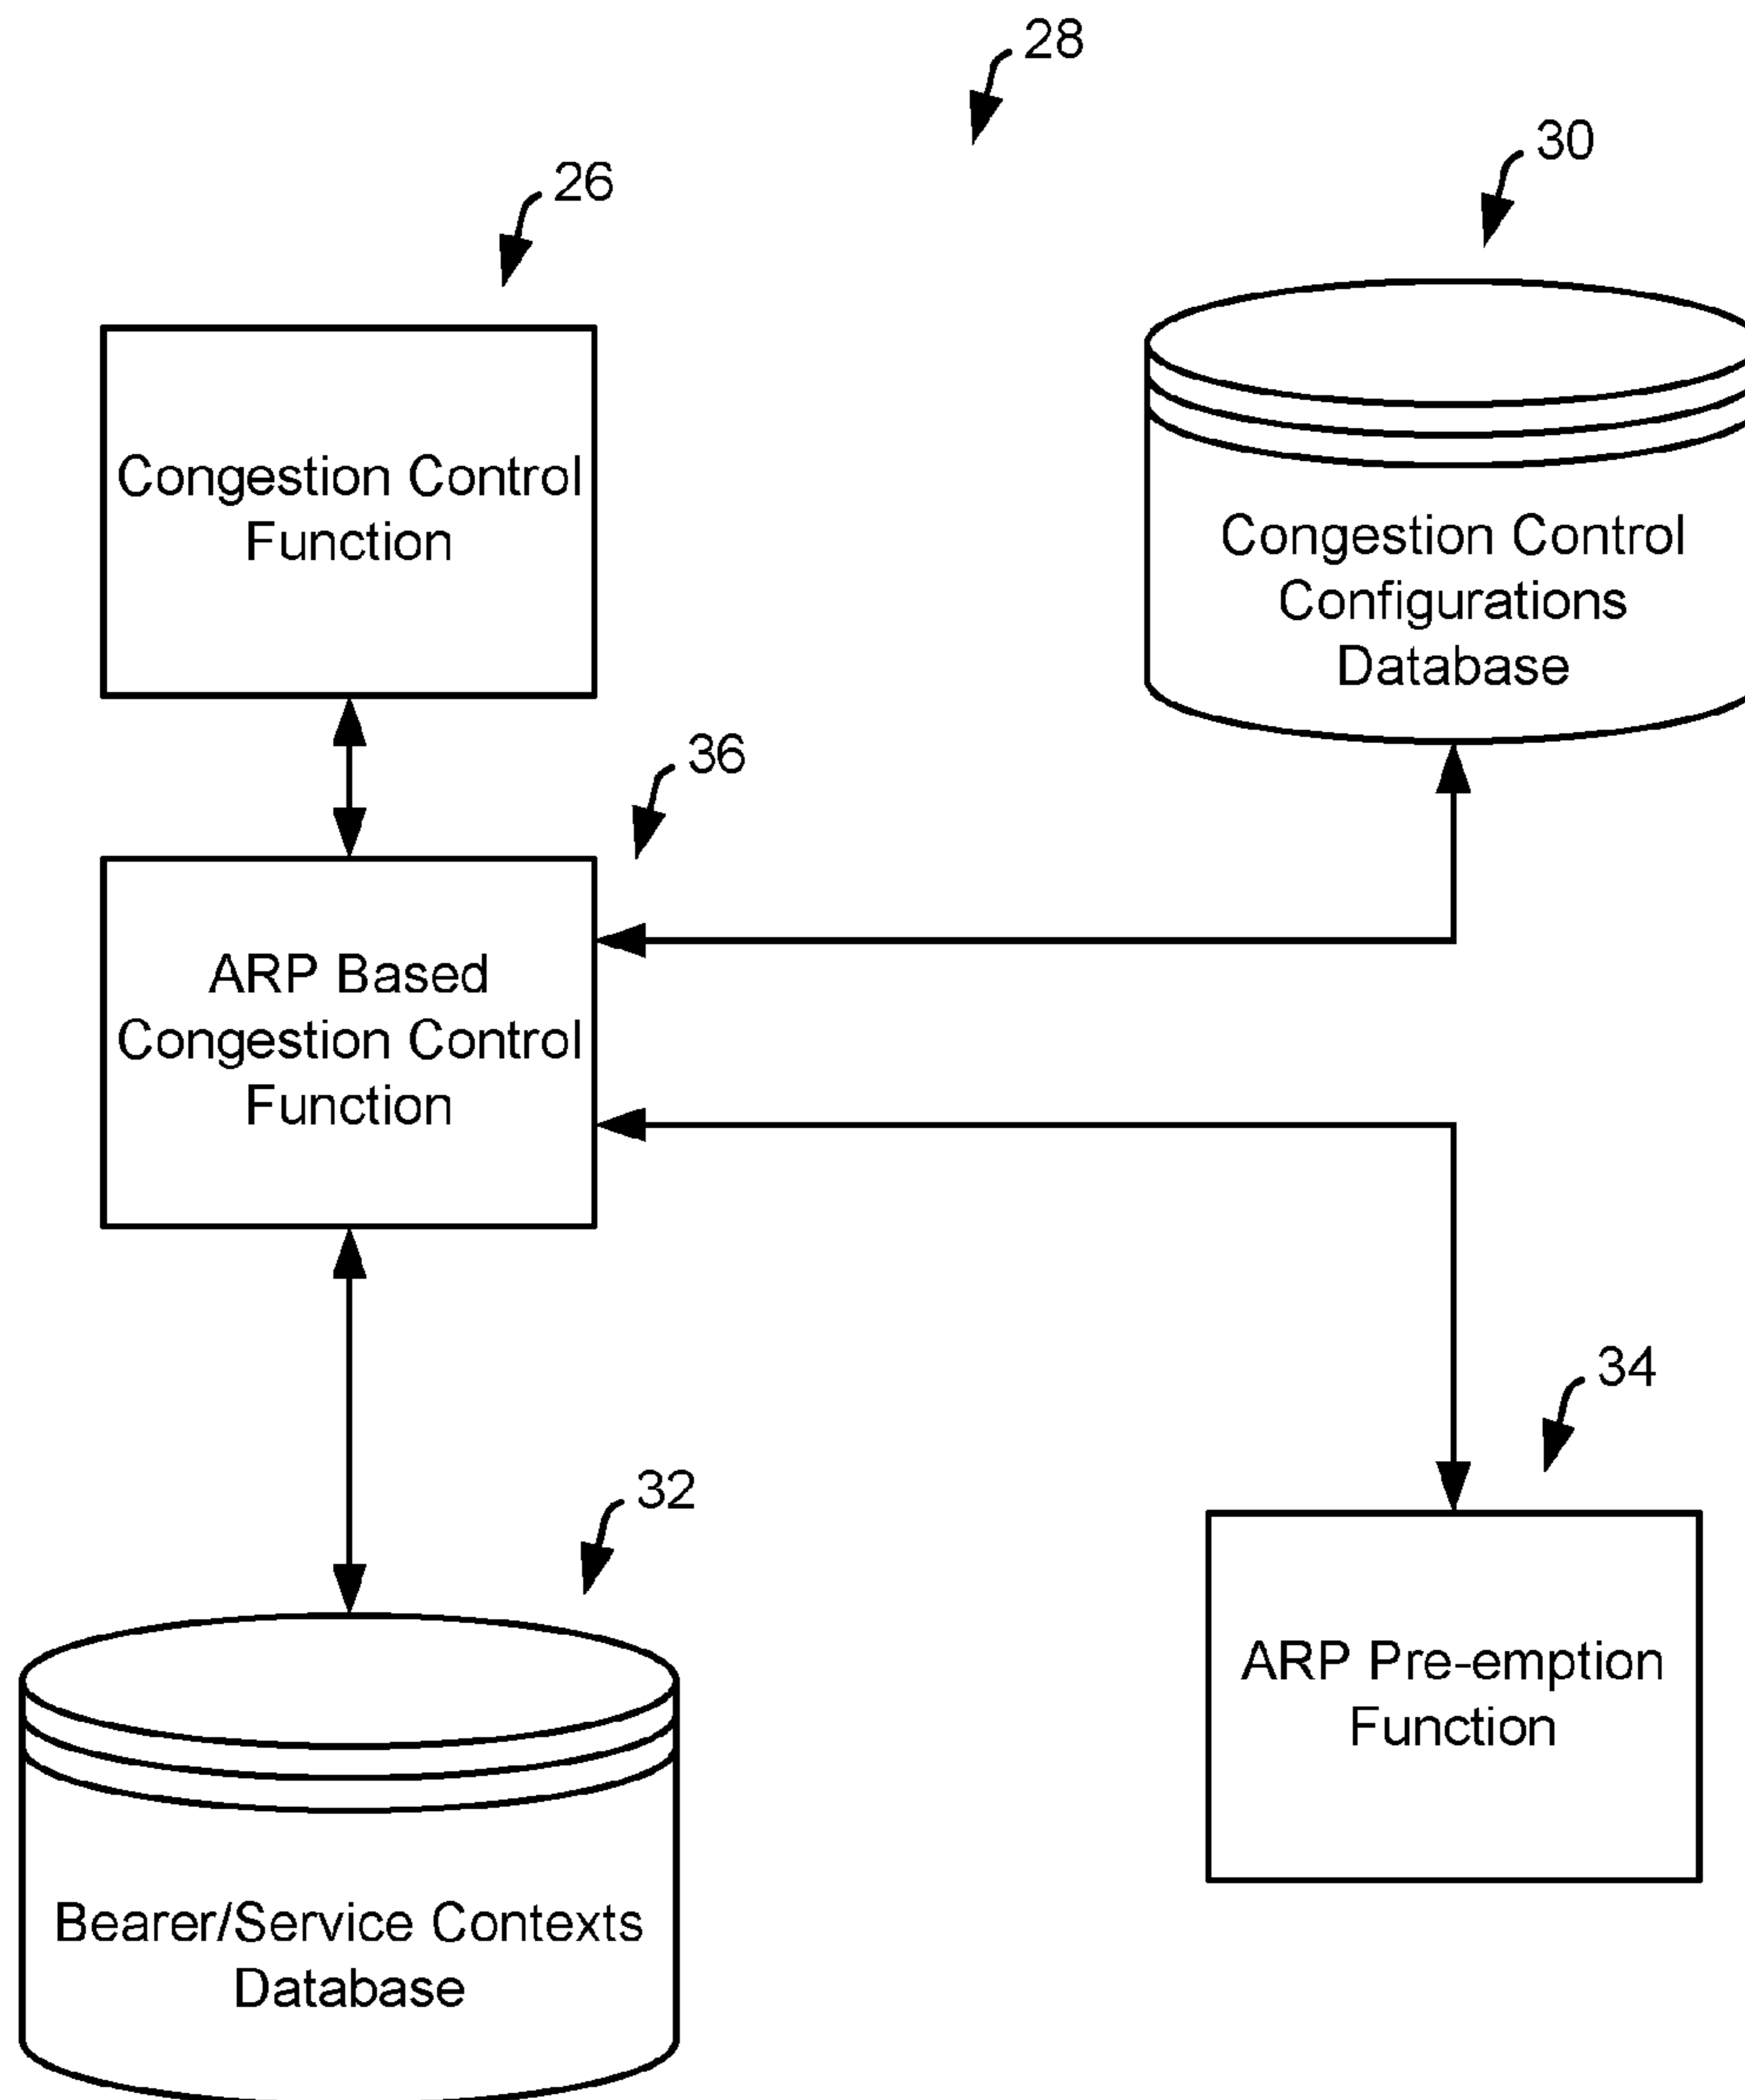 28
30
26
Congestion Control
Function
Congestion Control
Configurations
Database
36
ARP Based
Congestion Control
Function
34
32
ARP Pre-emption
Function
Bearer/Service Contexts
Database